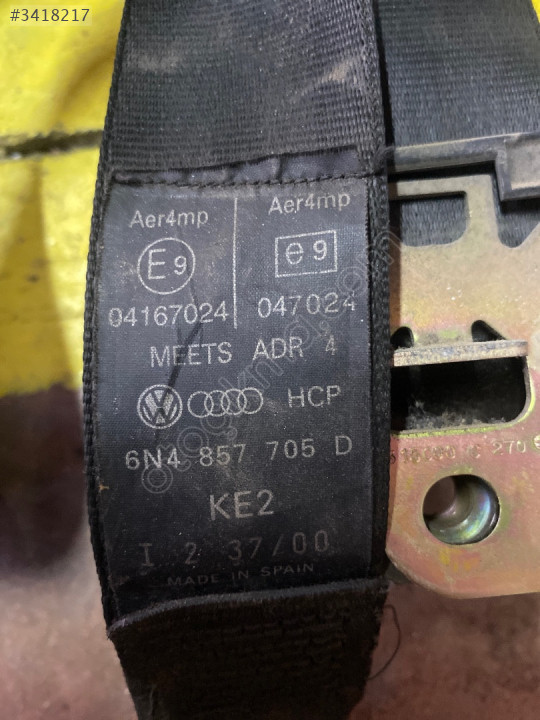 #3418217
Aer4mp Aer4mp
E9 e9
04167024 047024
MEETS ADR 4
VW HCP
6N4 857 705 D
KE2
I 2 37/00
MADE IN SPAIN